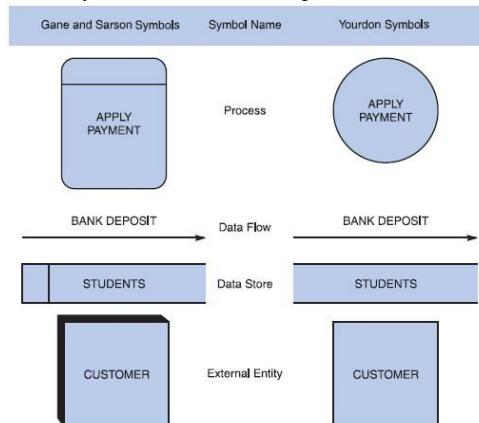 Gane and Sarson Symbols Symbol Name Yourdon Symbols
APPLY
PAYMENT
Process
APPLY
PAYMENT
BANK DEPOSIT Data Flow BANK DEPOSIT
STUDENTS Data Store STUDENTS
CUSTOMER External Entity CUSTOMER